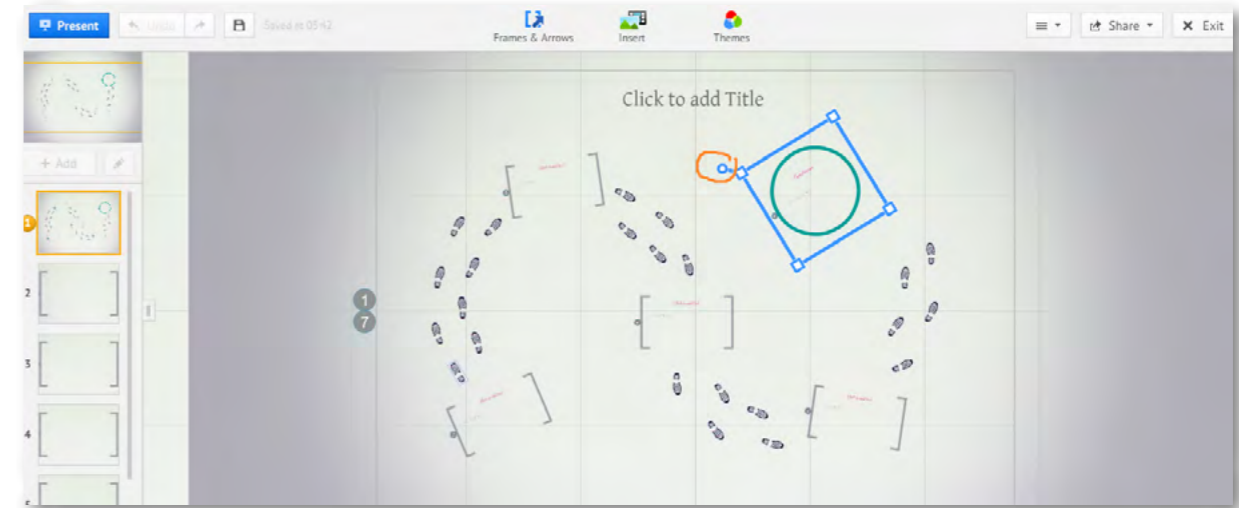 Present
Undo
Saved at 05:42
Frames & Arrows
Insert
Themes
Share
Exit
Click to add Title
+ Add
1
2
3
4
1
7